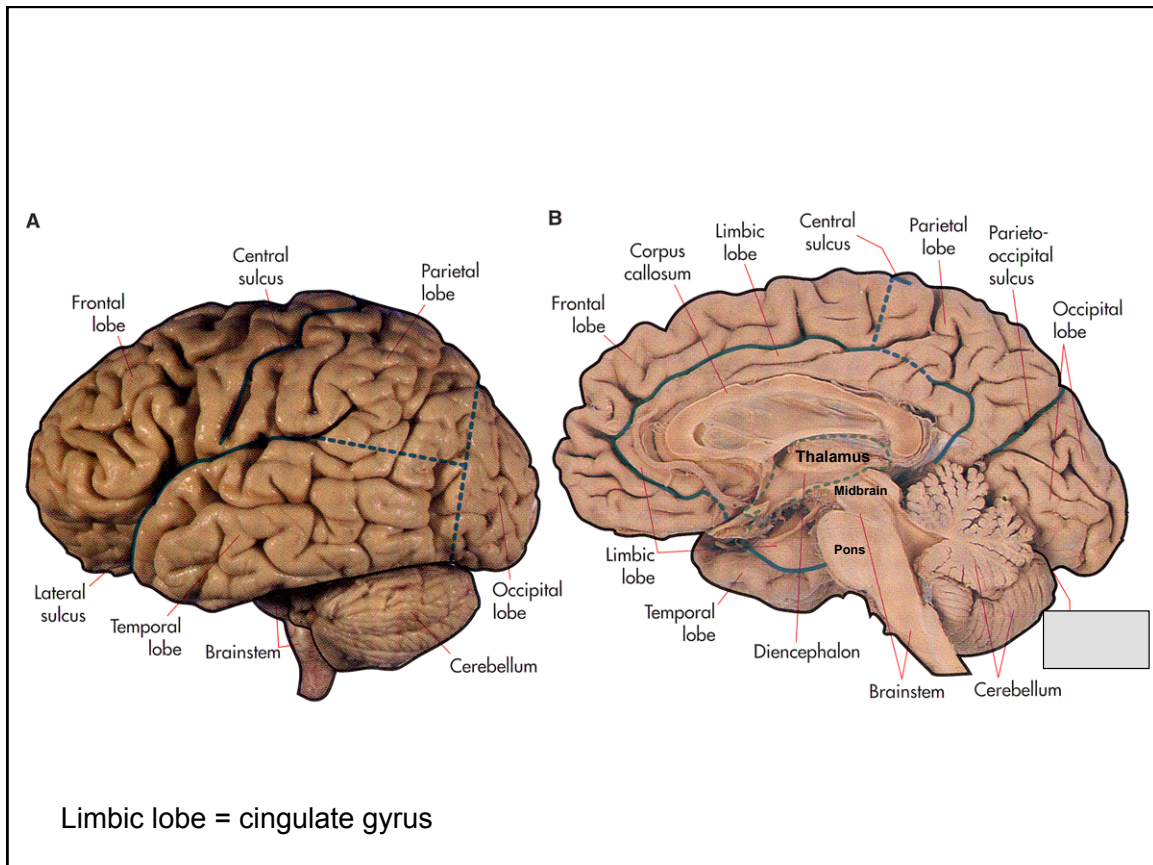 A
Central
sulcus
Parietal
lobe
Frontal
lobe
Lateral
sulcus
Temporal
lobe
Brainstem
Cerebellum
Occipital
lobe
B
Central
sulcus
Parietal
lobe
Parieto-
occipital
sulcus
Limbic
lobe
Corpus
callosum
Frontal
lobe
Occipital
lobe
Thalamus
Midbrain
Pons
Limbic
lobe
Temporal
lobe
Diencephalon
Brainstem
Cerebellum
Limbic lobe = cingulate gyrus